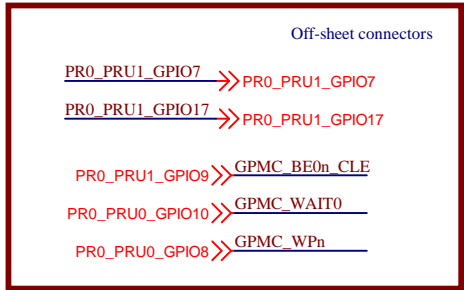 Off-sheet connectors
PR0_PRU1_GPIO7 PR0_PRU1_GPIO7
PR0_PRU1_GPIO17 PR0_PRU1_GPIO17
PR0_PRU1_GPIO9 GPMC_BE0n_CLE
PR0_PRU0_GPIO10 GPMC_WAIT0
PR0_PRU0_GPIO8 GPMC_WPn